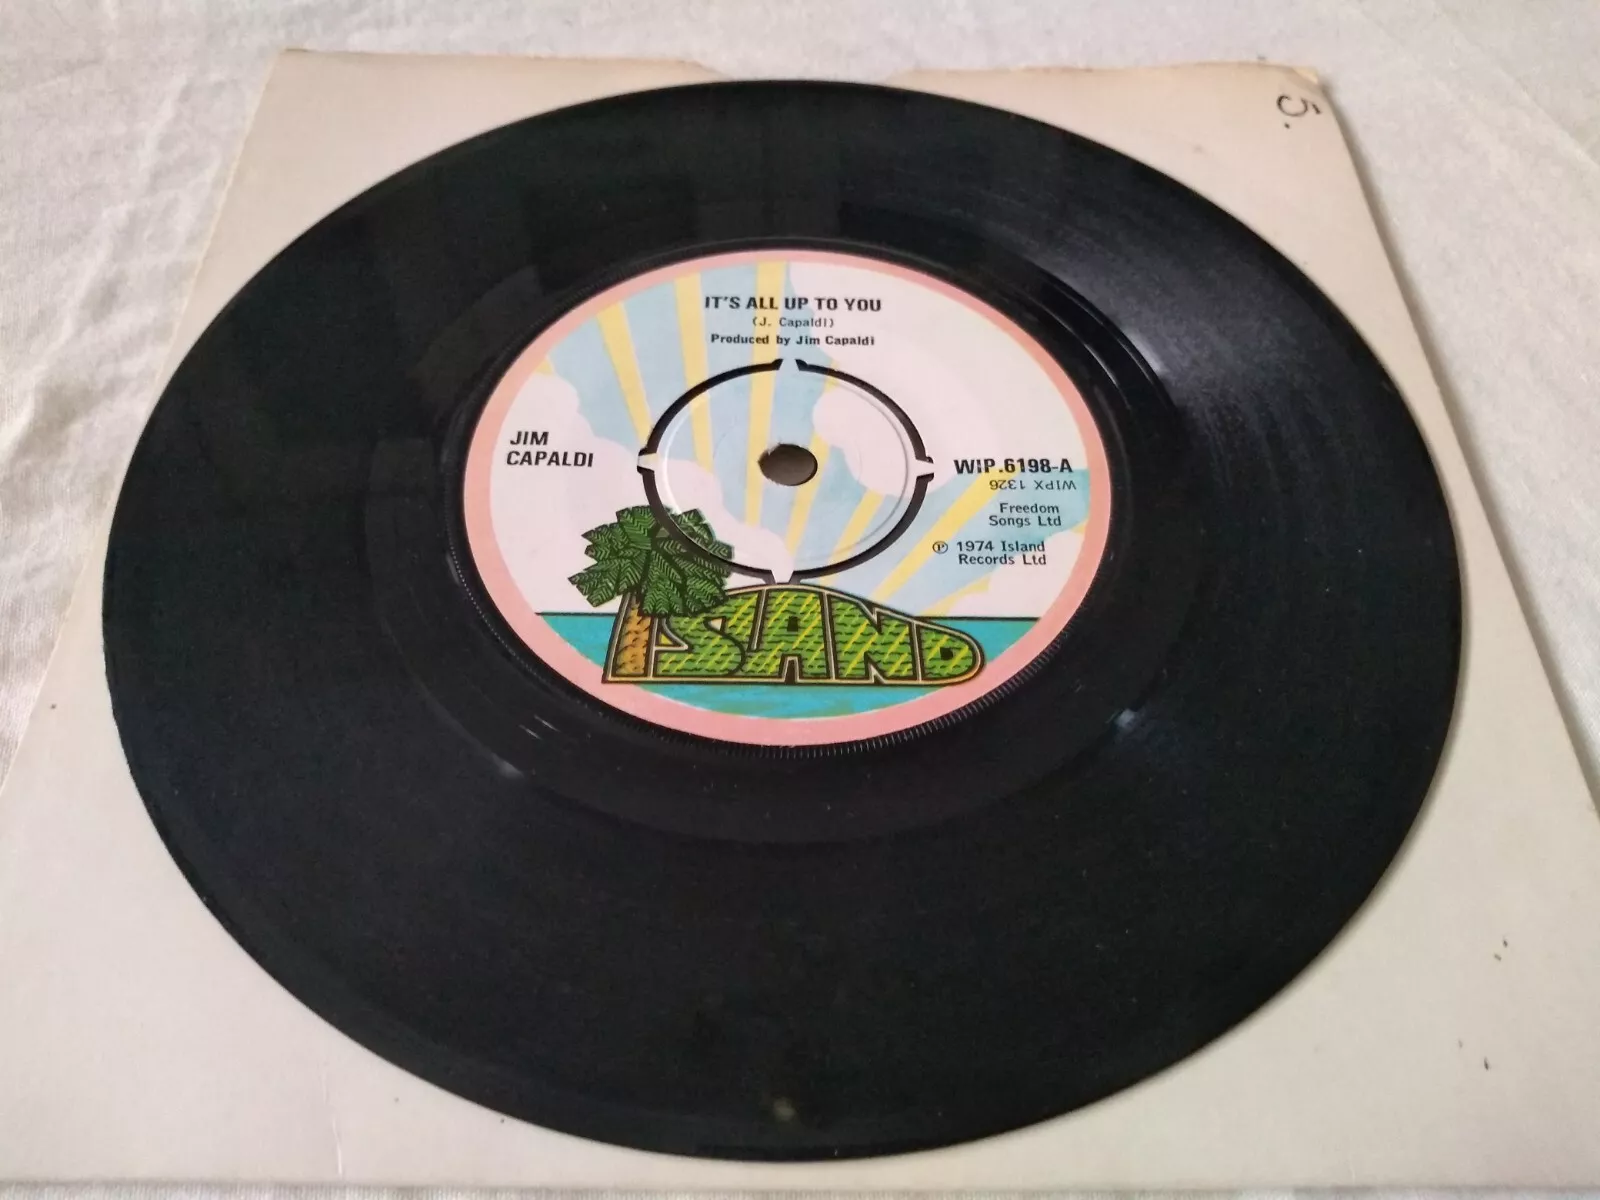 5.
IT'S ALL UP TO YOU
(J. Capaldi)
Produced by Jim Capaldi
JIM
CAPALDI
WIP.6198-A
WIPX 1326
Freedom
Songs Ltd
℗ 1974 Island
Records Ltd
ISLAND